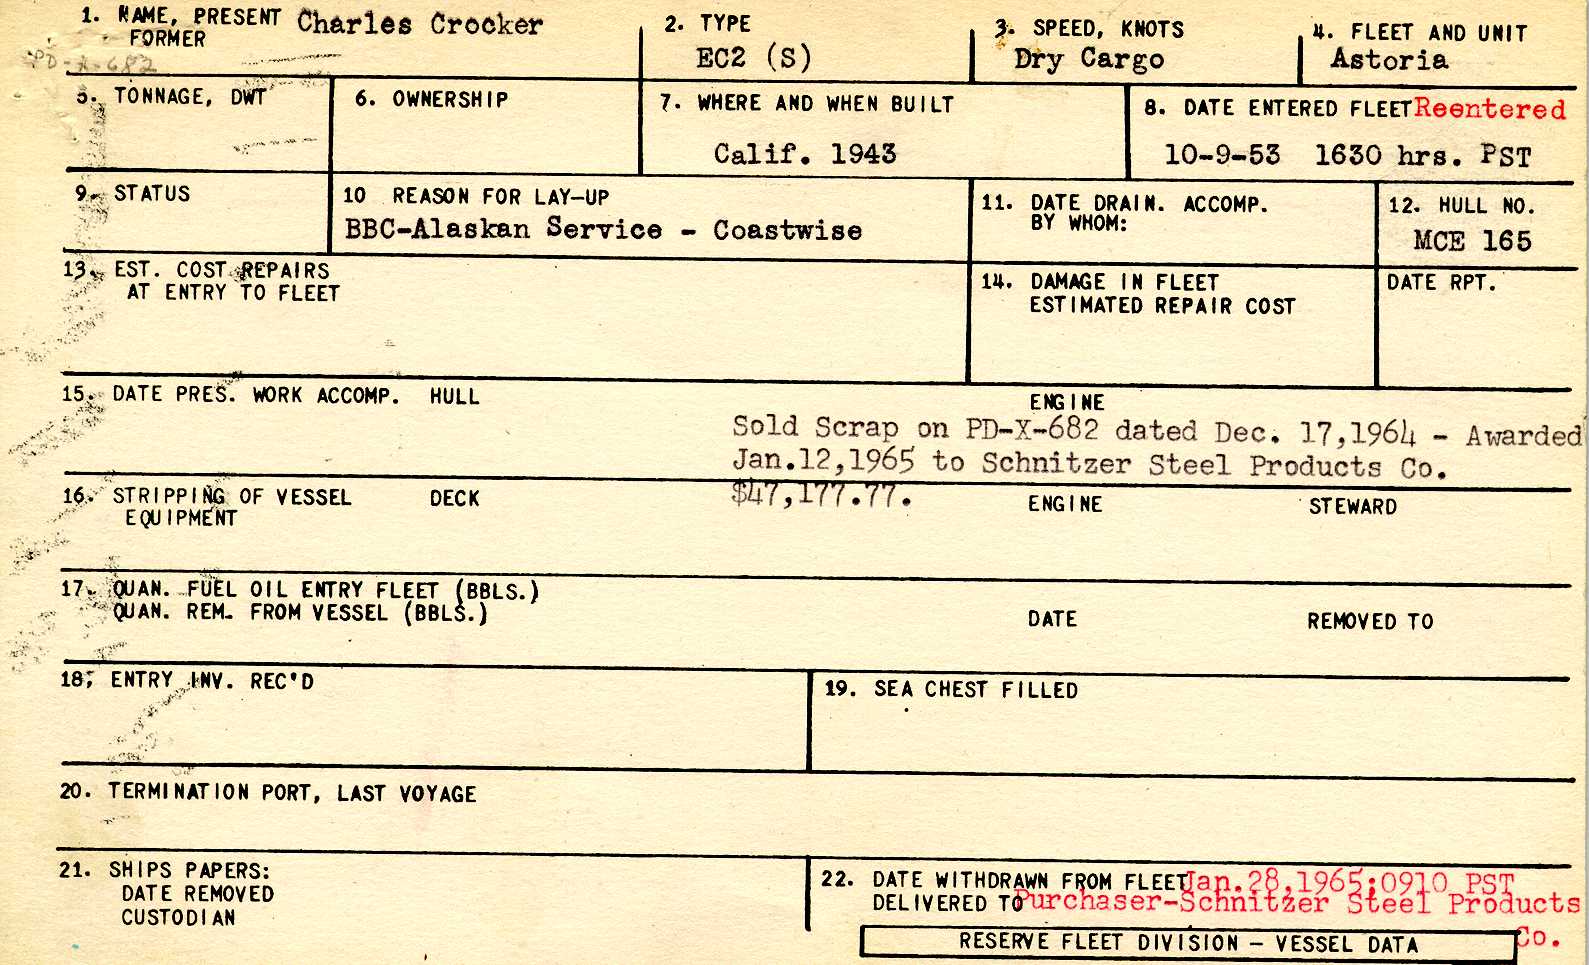 1. NAME, PRESENT Charles Crocker
FORMER
PD-X-682
2. TYPE
EC2 (S)
3. SPEED, KNOTS
Dry Cargo
4. FLEET AND UNIT
Astoria
5. TONNAGE, DWT
6. OWNERSHIP
7. WHERE AND WHEN BUILT
Calif. 1943
8. DATE ENTERED FLEET Reentered
10-9-53 1630 hrs. PST
9. STATUS
10 REASON FOR LAY-UP
BBC-Alaskan Service - Coastwise
11. DATE DRAIN. ACCOMP.
BY WHOM:
12. HULL NO.
MCE 165
13. EST. COST REPAIRS
AT ENTRY TO FLEET
14. DAMAGE IN FLEET
ESTIMATED REPAIR COST
DATE RPT.
15. DATE PRES. WORK ACCOMP. HULL ENGINE
Sold Scrap on PD-X-682 dated Dec. 17,1964 - Awarded
Jan.12,1965 to Schnitzer Steel Products Co.
$47,177.77.
16. STRIPPING OF VESSEL DECK ENGINE STEWARD
EQUIPMENT
17. QUAN. FUEL OIL ENTRY FLEET (BBLS.)
QUAN. REM. FROM VESSEL (BBLS.) DATE REMOVED TO
18. ENTRY INV. REC'D
19. SEA CHEST FILLED
20. TERMINATION PORT, LAST VOYAGE
21. SHIPS PAPERS:
DATE REMOVED
CUSTODIAN
22. DATE WITHDRAWN FROM FLEET Jan.28,1965;0910 PST
DELIVERED TO Purchaser-Schnitzer Steel Products
Co.
RESERVE FLEET DIVISION - VESSEL DATA